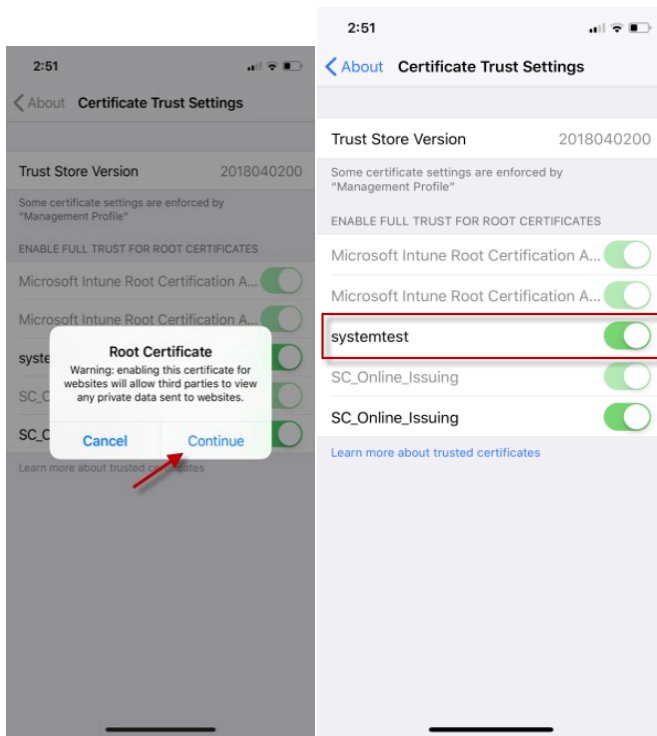 2:51
About Certificate Trust Settings
Trust Store Version 2018040200
Some certificate settings are enforced by
"Management Profile"
ENABLE FULL TRUST FOR ROOT CERTIFICATES
Microsoft Intune Root Certification A...
Microsoft Intune Root Certification A...
syste
SC_C
SC_C
Root Certificate
Warning: enabling this certificate for
websites will allow third parties to view
any private data sent to websites.
Cancel Continue
Learn more about trusted certificates
2:51
About Certificate Trust Settings
Trust Store Version 2018040200
Some certificate settings are enforced by
"Management Profile"
ENABLE FULL TRUST FOR ROOT CERTIFICATES
Microsoft Intune Root Certification A...
Microsoft Intune Root Certification A...
systemtest
SC_Online_Issuing
SC_Online_Issuing
Learn more about trusted certificates